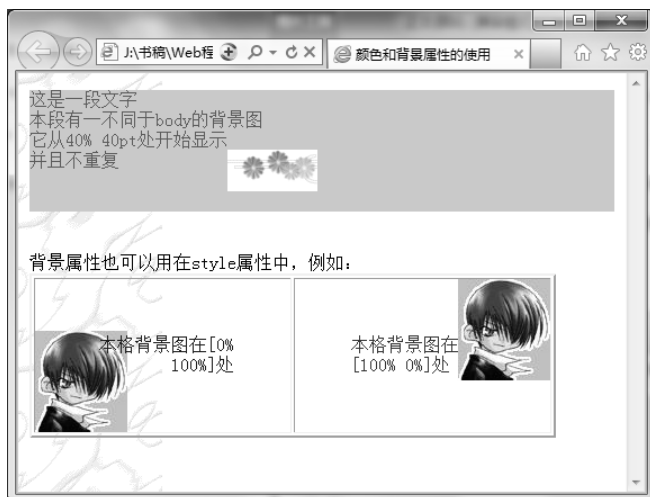 J:\书稿\Web程
颜色和背景属性的使用
这是一段文字
本段有一不同于body的背景图
它从40% 40pt处开始显示
并且不重复
背景属性也可以用在style属性中，例如：
本格背景图在[0%
100%]处
本格背景图在
[100% 0%]处